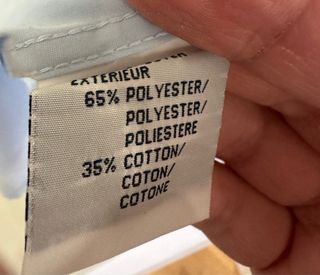 EXTERIEUR
65% POLYESTER/
POLYESTER/
POLIESTERE
35% COTTON/
COTON/
COTONE